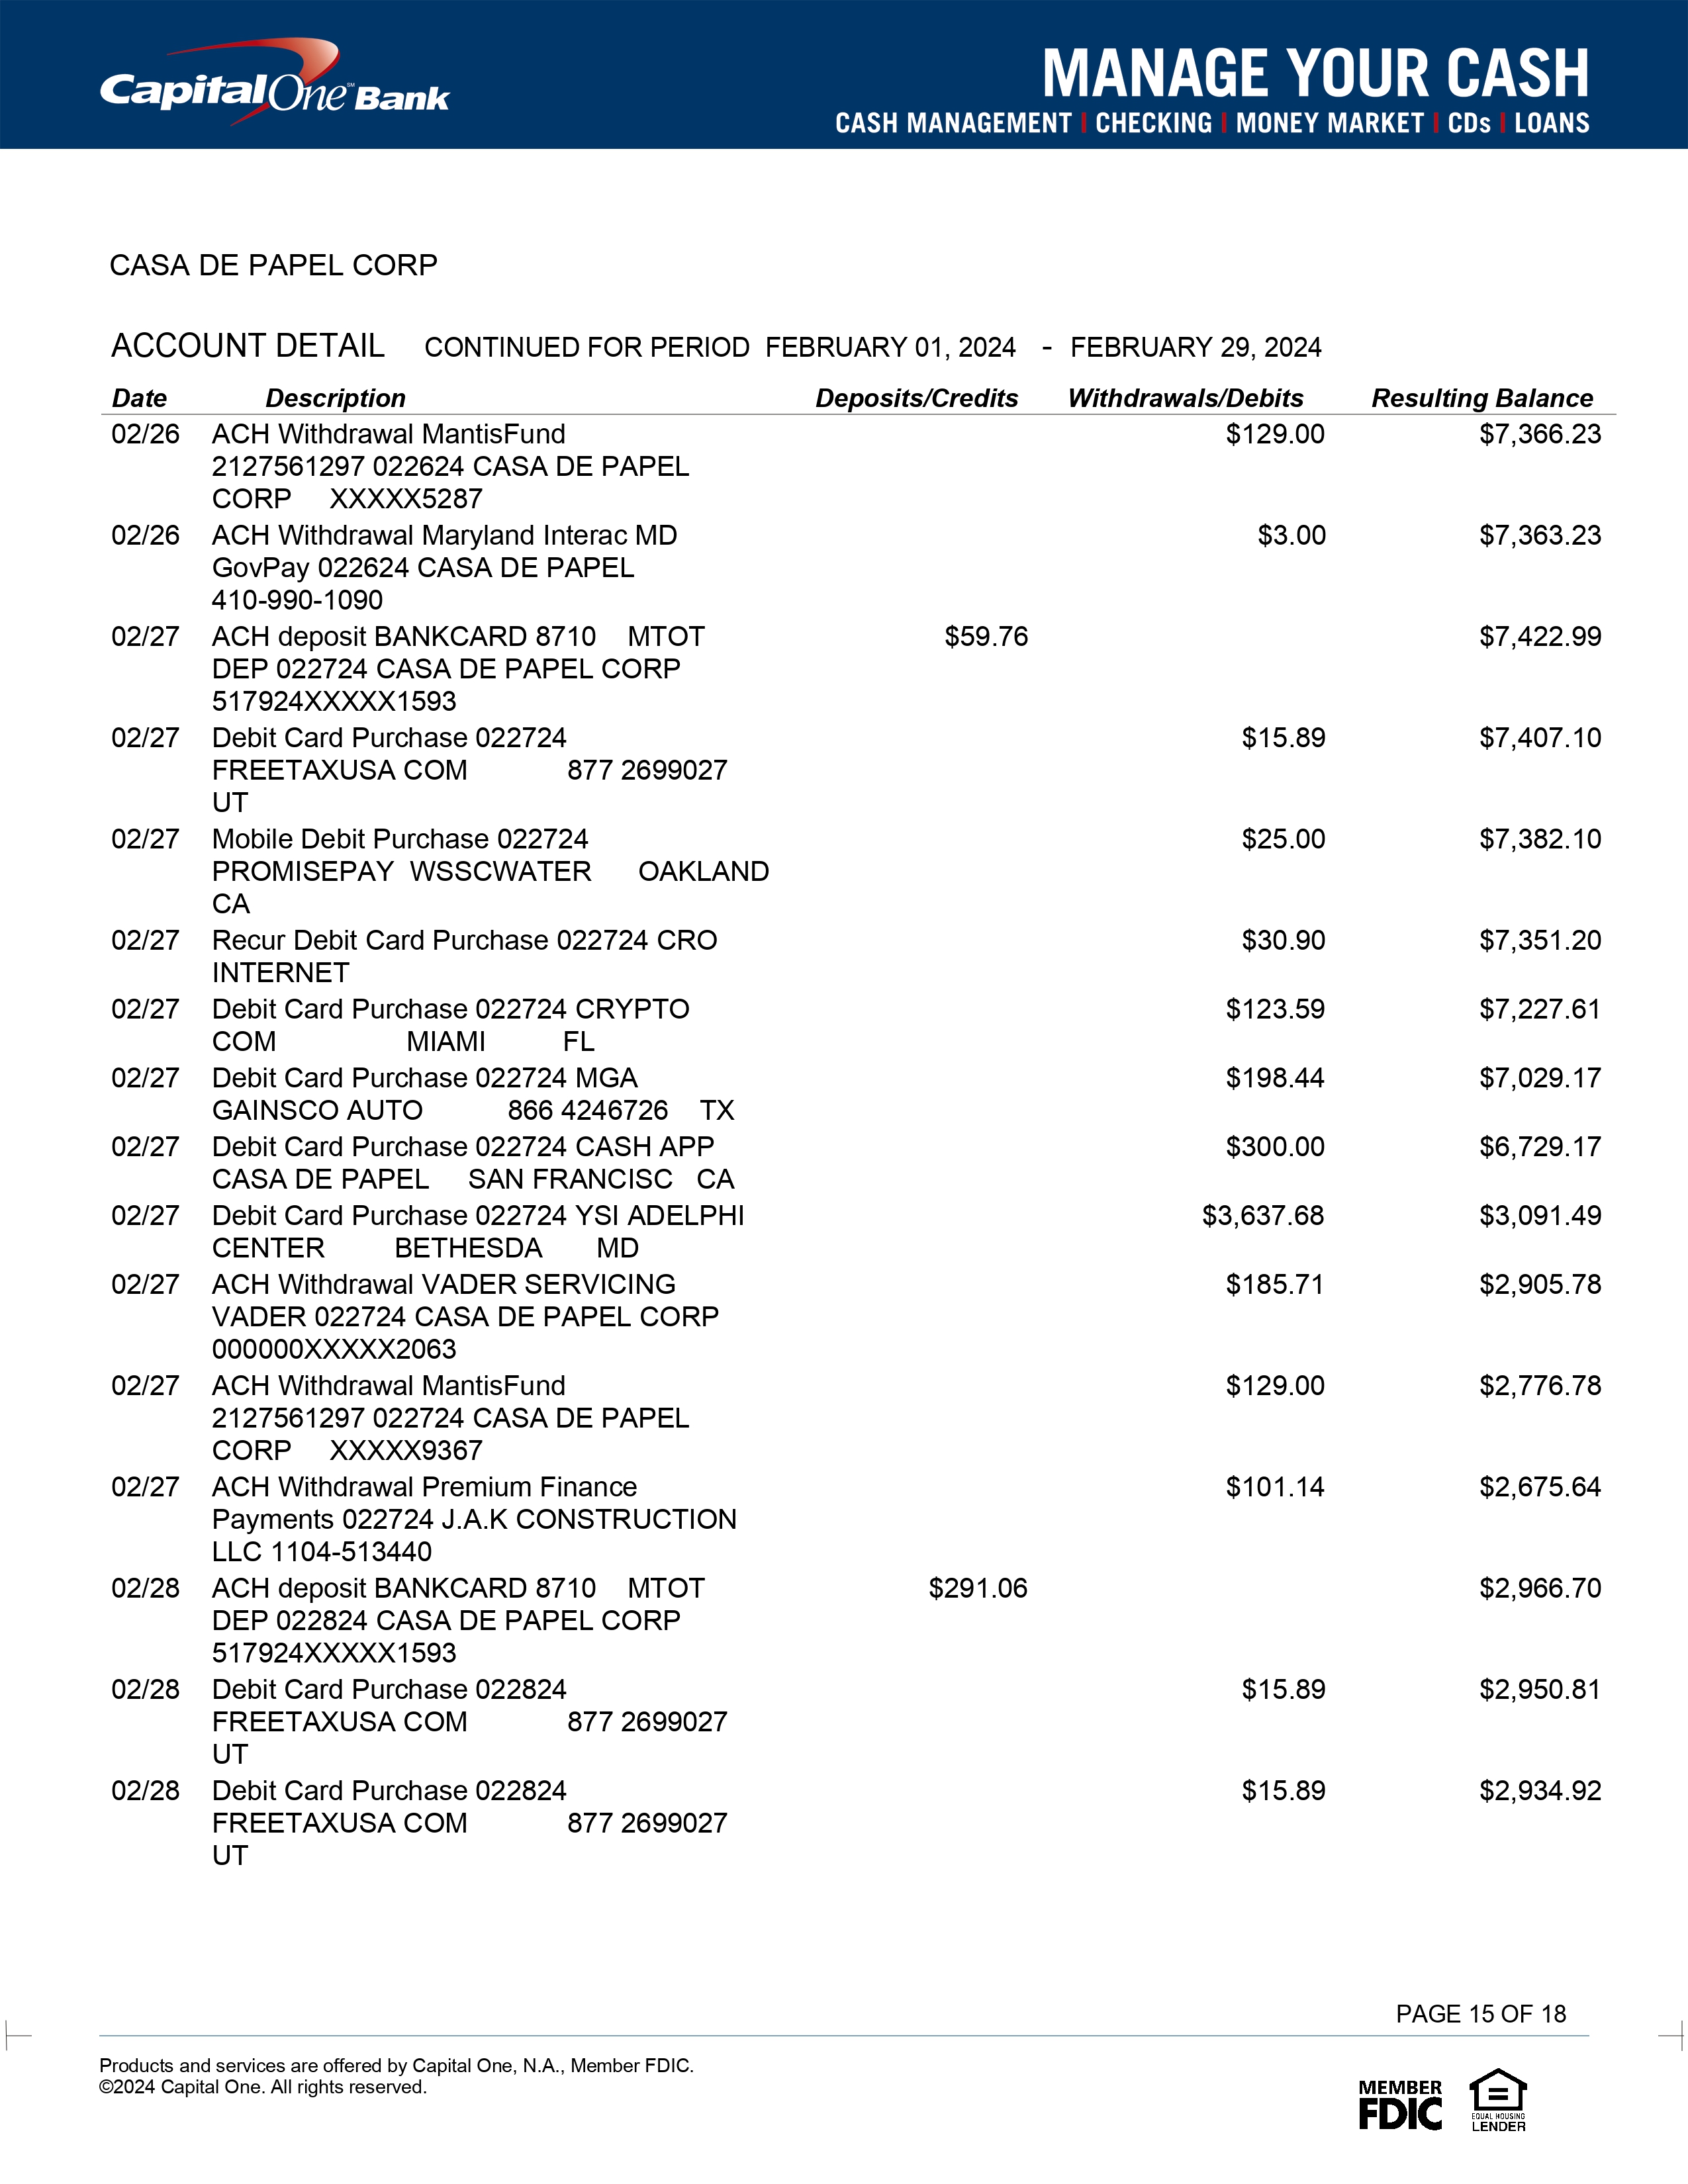 CapitalOne Bank
MANAGE YOUR CASH
CASH MANAGEMENT | CHECKING | MONEY MARKET | CDs | LOANS
CASA DE PAPEL CORP
ACCOUNT DETAIL CONTINUED FOR PERIOD FEBRUARY 01, 2024 - FEBRUARY 29, 2024
Date Description Deposits/Credits Withdrawals/Debits Resulting Balance
02/26 ACH Withdrawal MantisFund $129.00 $7,366.23
2127561297 022624 CASA DE PAPEL
CORP XXXXX5287
02/26 ACH Withdrawal Maryland Interac MD $3.00 $7,363.23
GovPay 022624 CASA DE PAPEL
410-990-1090
02/27 ACH deposit BANKCARD 8710 MTOT $59.76 $7,422.99
DEP 022724 CASA DE PAPEL CORP
517924XXXXX1593
02/27 Debit Card Purchase 022724 $15.89 $7,407.10
FREETAXUSA COM 877 2699027
UT
02/27 Mobile Debit Purchase 022724 $25.00 $7,382.10
PROMISEPAY WSSCWATER OAKLAND
CA
02/27 Recur Debit Card Purchase 022724 CRO $30.90 $7,351.20
INTERNET
02/27 Debit Card Purchase 022724 CRYPTO $123.59 $7,227.61
COM MIAMI FL
02/27 Debit Card Purchase 022724 MGA $198.44 $7,029.17
GAINSCO AUTO 866 4246726 TX
02/27 Debit Card Purchase 022724 CASH APP $300.00 $6,729.17
CASA DE PAPEL SAN FRANCISC CA
02/27 Debit Card Purchase 022724 YSI ADELPHI $3,637.68 $3,091.49
CENTER BETHESDA MD
02/27 ACH Withdrawal VADER SERVICING $185.71 $2,905.78
VADER 022724 CASA DE PAPEL CORP
000000XXXXX2063
02/27 ACH Withdrawal MantisFund $129.00 $2,776.78
2127561297 022724 CASA DE PAPEL
CORP XXXXX9367
02/27 ACH Withdrawal Premium Finance $101.14 $2,675.64
Payments 022724 J.A.K CONSTRUCTION
LLC 1104-513440
02/28 ACH deposit BANKCARD 8710 MTOT $291.06 $2,966.70
DEP 022824 CASA DE PAPEL CORP
517924XXXXX1593
02/28 Debit Card Purchase 022824 $15.89 $2,950.81
FREETAXUSA COM 877 2699027
UT
02/28 Debit Card Purchase 022824 $15.89 $2,934.92
FREETAXUSA COM 877 2699027
UT
PAGE 15 OF 18
Products and services are offered by Capital One, N.A., Member FDIC.
©2024 Capital One. All rights reserved.
MEMBER
FDIC
EQUAL HOUSING
LENDER